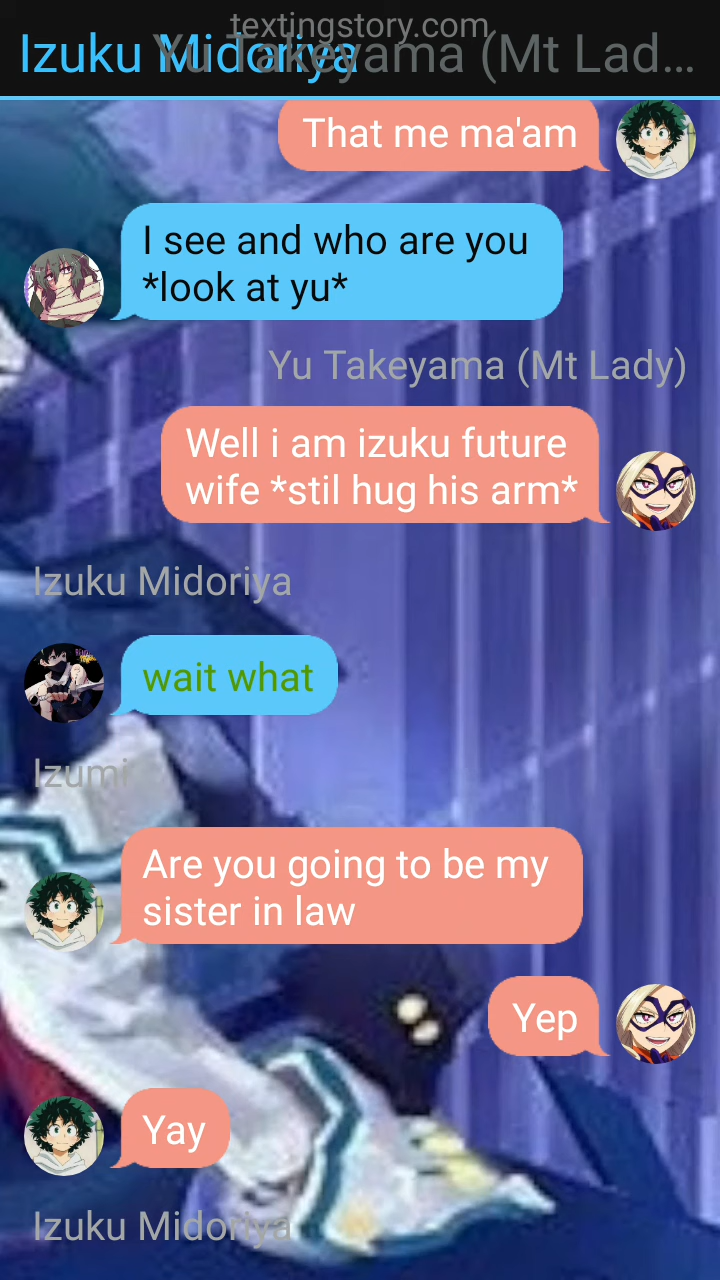 textingstory.com
Izuku Midoriya
Yu Takeyama (Mt Lad...
That me ma'am
I see and who are you
*look at yu*
Yu Takeyama (Mt Lady)
Well i am izuku future
wife *stil hug his arm*
Izuku Midoriya
wait what
Izumi
Are you going to be my
sister in law
Yep
Yay
Izuku Midoriya